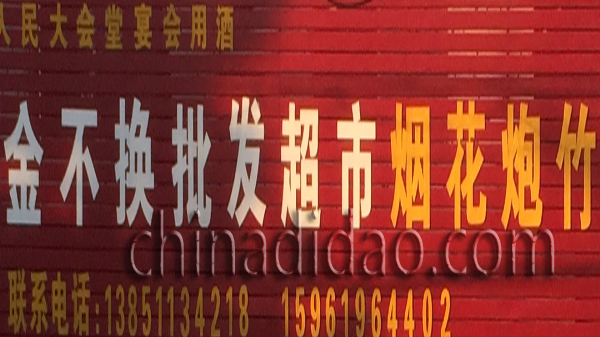 人民大会堂宴会用酒
金不换批发超市烟花炮竹
chinadidao.com
联系电话:13851134218 15961964402